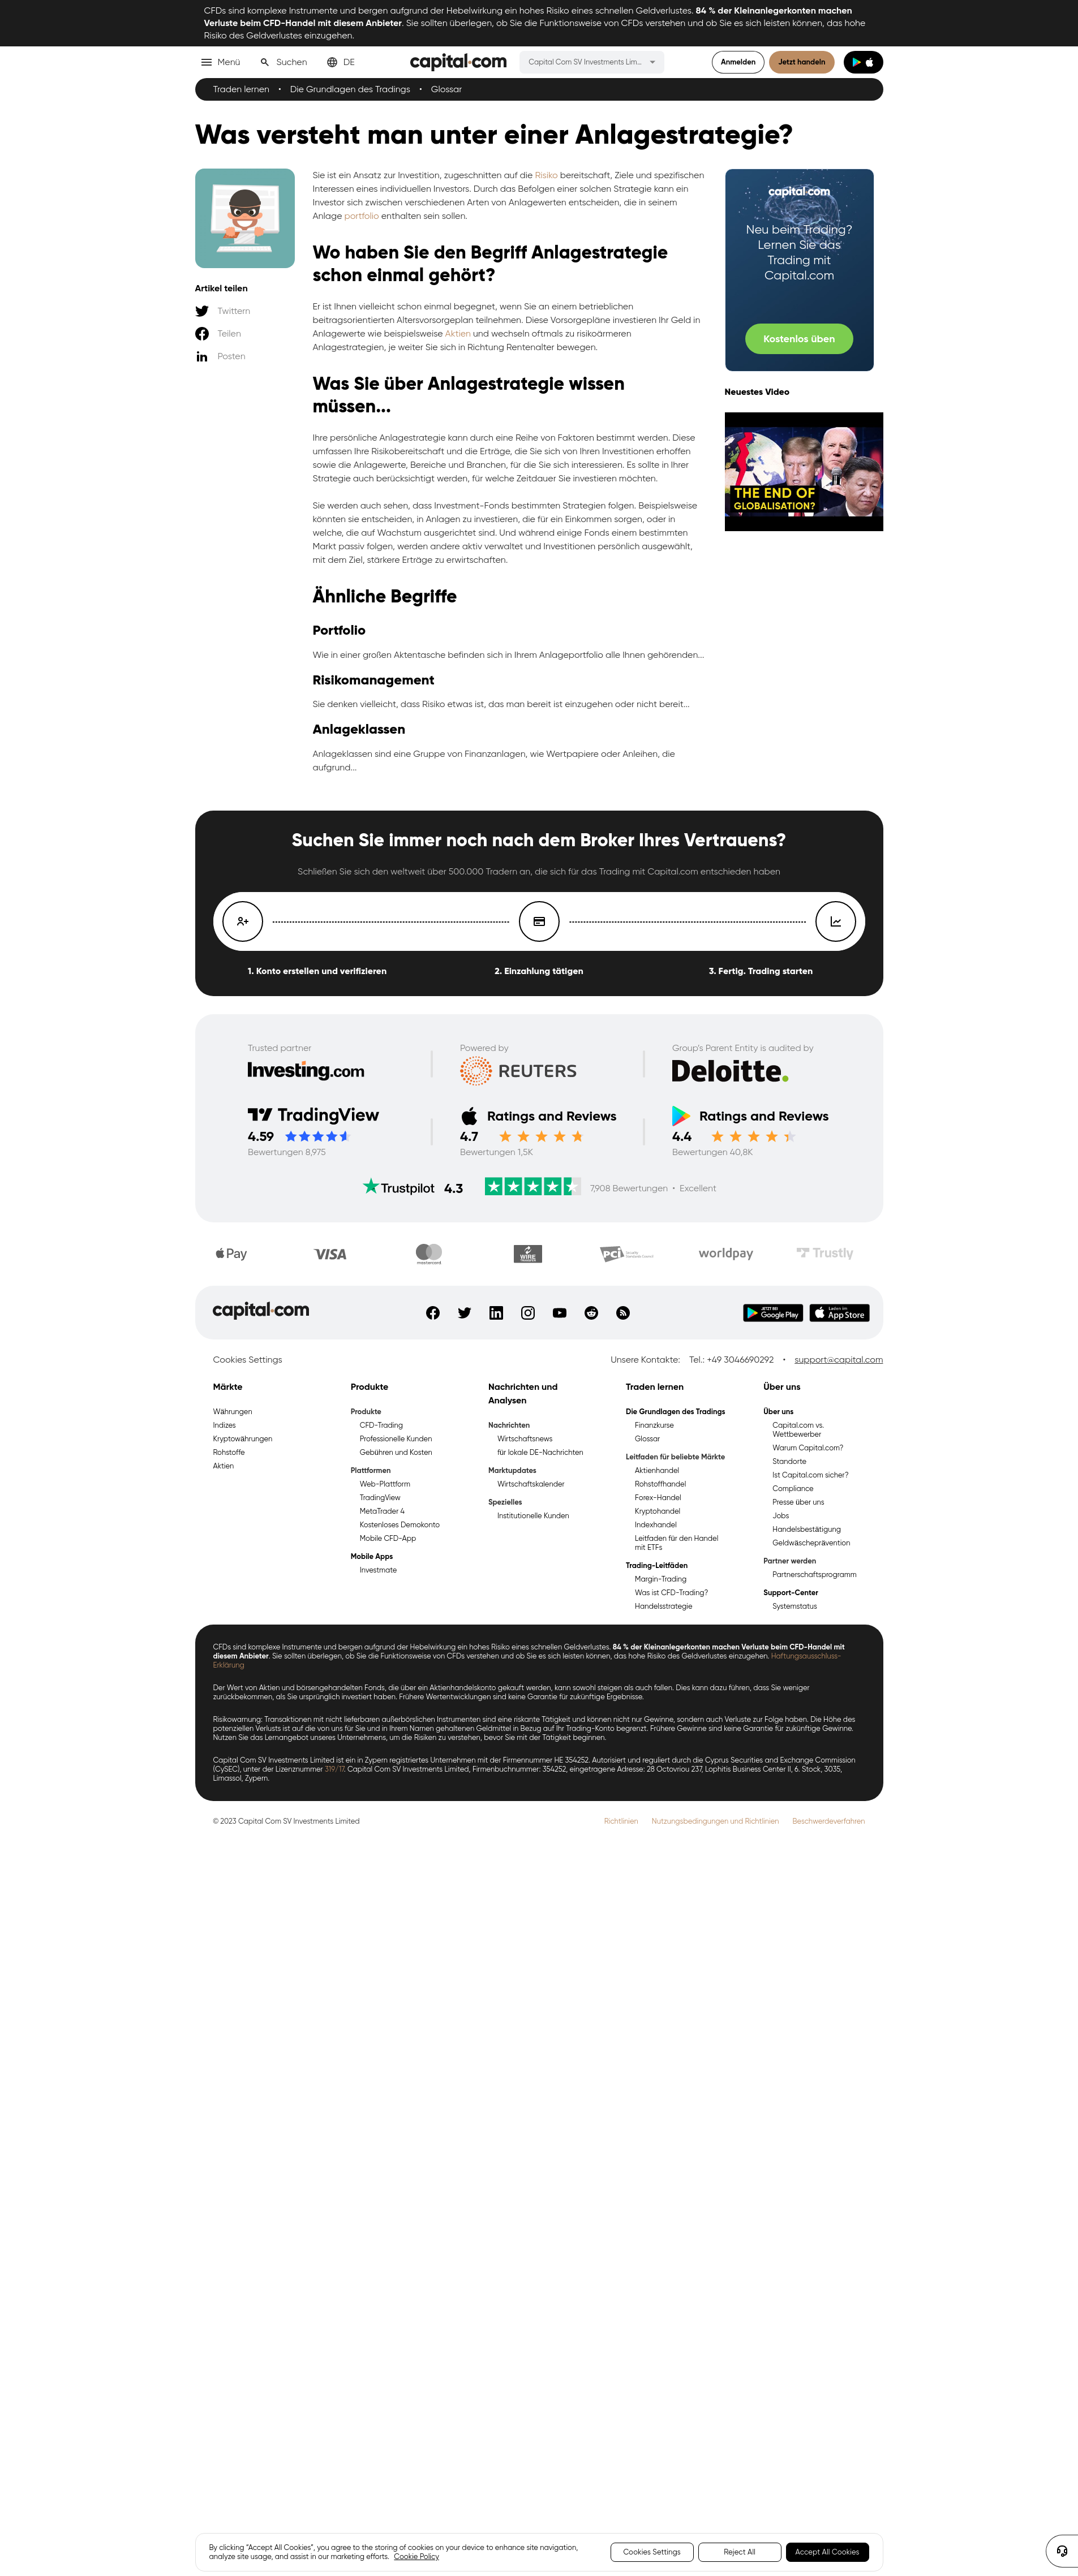 CFDs sind komplexe Instrumente und bergen aufgrund der Hebelwirkung ein hohes Risiko eines schnellen Geldverlustes. 84 % der Kleinanlegerkonten machen
Verluste beim CFD-Handel mit diesem Anbieter. Sie sollten überlegen, ob Sie die Funktionsweise von CFDs verstehen und ob Sie es sich leisten können, das hohe
Risiko des Geldverlustes einzugehen.
Menü
Suchen
DE
capital.com
Capital Com SV Investments Lim...
Anmelden
Jetzt handeln
Traden lernen • Die Grundlagen des Tradings • Glossar
Was versteht man unter einer Anlagestrategie?
Artikel teilen
Twittern
Teilen
Posten
Sie ist ein Ansatz zur Investition, zugeschnitten auf die Risiko bereitschaft, Ziele und spezifischen
Interessen eines individuellen Investors. Durch das Befolgen einer solchen Strategie kann ein
Investor sich zwischen verschiedenen Arten von Anlagewerten entscheiden, die in seinem
Anlage portfolio enthalten sein sollen.
Wo haben Sie den Begriff Anlagestrategie
schon einmal gehört?
Er ist Ihnen vielleicht schon einmal begegnet, wenn Sie an einem betrieblichen
beitragsorientierten Altersvorsorgeplan teilnehmen. Diese Vorsorgepläne investieren Ihr Geld in
Anlagewerte wie beispielsweise Aktien und wechseln oftmals zu risikoärmeren
Anlagestrategien, je weiter Sie sich in Richtung Rentenalter bewegen.
Was Sie über Anlagestrategie wissen
müssen...
Ihre persönliche Anlagestrategie kann durch eine Reihe von Faktoren bestimmt werden. Diese
umfassen Ihre Risikobereitschaft und die Erträge, die Sie sich von Ihren Investitionen erhoffen
sowie die Anlagewerte, Bereiche und Branchen, für die Sie sich interessieren. Es sollte in Ihrer
Strategie auch berücksichtigt werden, für welche Zeitdauer Sie investieren möchten.
Sie werden auch sehen, dass Investment-Fonds bestimmten Strategien folgen. Beispielsweise
könnten sie entscheiden, in Anlagen zu investieren, die für ein Einkommen sorgen, oder in
welche, die auf Wachstum ausgerichtet sind. Und während einige Fonds einem bestimmten
Markt passiv folgen, werden andere aktiv verwaltet und Investitionen persönlich ausgewählt,
mit dem Ziel, stärkere Erträge zu erwirtschaften.
Ähnliche Begriffe
Portfolio
Wie in einer großen Aktentasche befinden sich in Ihrem Anlageportfolio alle Ihnen gehörenden...
Risikomanagement
Sie denken vielleicht, dass Risiko etwas ist, das man bereit ist einzugehen oder nicht bereit...
Anlageklassen
Anlageklassen sind eine Gruppe von Finanzanlagen, wie Wertpapiere oder Anleihen, die
aufgrund...
capital.com
Neu beim Trading?
Lernen Sie das
Trading mit
Capital.com
Kostenlos üben
Neuestes Video
THE END OF
GLOBALISATION?
Suchen Sie immer noch nach dem Broker Ihres Vertrauens?
Schließen Sie sich den weltweit über 500.000 Tradern an, die sich für das Trading mit Capital.com entschieden haben
1. Konto erstellen und verifizieren
2. Einzahlung tätigen
3. Fertig. Trading starten
Trusted partner
Investing.com
Powered by
REUTERS
Group's Parent Entity is audited by
Deloitte.
TradingView
4.59
Bewertungen 8,975
Ratings and Reviews
4.7
Bewertungen 1,5K
Ratings and Reviews
4.4
Bewertungen 40,8K
Trustpilot 4.3
7,908 Bewertungen • Excellent
Pay
VISA
mastercard
WIRE
PCI
worldpay
Trustly
capital.com
JETZT BEI
Google Play
Laden im
App Store
Cookies Settings
Unsere Kontakte: Tel.: +49 3046690292 • support@capital.com
Märkte
Währungen
Indizes
Kryptowährungen
Rohstoffe
Aktien
Produkte
Produkte
CFD-Trading
Professionelle Kunden
Gebühren und Kosten
Plattformen
Web-Plattform
TradingView
MetaTrader 4
Kostenloses Demokonto
Mobile CFD-App
Mobile Apps
Investmate
Nachrichten und
Analysen
Nachrichten
Wirtschaftsnews
für lokale DE-Nachrichten
Marktupdates
Wirtschaftskalender
Spezielles
Institutionelle Kunden
Traden lernen
Die Grundlagen des Tradings
Finanzkurse
Glossar
Leitfaden für beliebte Märkte
Aktienhandel
Rohstoffhandel
Forex-Handel
Kryptohandel
Indexhandel
Leitfaden für den Handel
mit ETFs
Trading-Leitfäden
Margin-Trading
Was ist CFD-Trading?
Handelsstrategie
Über uns
Über uns
Capital.com vs.
Wettbewerber
Warum Capital.com?
Standorte
Ist Capital.com sicher?
Compliance
Presse über uns
Jobs
Handelsbestätigung
Geldwäscheprävention
Partner werden
Partnerschaftsprogramm
Support-Center
Systemstatus
CFDs sind komplexe Instrumente und bergen aufgrund der Hebelwirkung ein hohes Risiko eines schnellen Geldverlustes. 84 % der Kleinanlegerkonten machen Verluste beim CFD-Handel mit
diesem Anbieter. Sie sollten überlegen, ob Sie die Funktionsweise von CFDs verstehen und ob Sie es sich leisten können, das hohe Risiko des Geldverlustes einzugehen. Haftungsausschluss-
Erklärung
Der Wert von Aktien und börsengehandelten Fonds, die über ein Aktienhandelskonto gekauft werden, kann sowohl steigen als auch fallen. Dies kann dazu führen, dass Sie weniger
zurückbekommen, als Sie ursprünglich investiert haben. Frühere Wertentwicklungen sind keine Garantie für zukünftige Ergebnisse.
Risikowarnung: Transaktionen mit nicht lieferbaren außerbörslichen Instrumenten sind eine riskante Tätigkeit und können nicht nur Gewinne, sondern auch Verluste zur Folge haben. Die Höhe des
potenziellen Verlusts ist auf die von uns für Sie und in Ihrem Namen gehaltenen Geldmittel in Bezug auf Ihr Trading-Konto begrenzt. Frühere Gewinne sind keine Garantie für zukünftige Gewinne.
Nutzen Sie das Lernangebot unseres Unternehmens, um die Risiken zu verstehen, bevor Sie mit der Tätigkeit beginnen.
Capital Com SV Investments Limited ist ein in Zypern registriertes Unternehmen mit der Firmennummer HE 354252. Autorisiert und reguliert durch die Cyprus Securities and Exchange Commission
(CySEC), unter der Lizenznummer 319/17. Capital Com SV Investments Limited, Firmenbuchnummer: 354252, eingetragene Adresse: 28 Octovriou 237, Lophitis Business Center II, 6. Stock, 3035,
Limassol, Zypern.
© 2023 Capital Com SV Investments Limited
Richtlinien
Nutzungsbedingungen und Richtlinien
Beschwerdeverfahren
By clicking "Accept All Cookies", you agree to the storing of cookies on your device to enhance site navigation,
analyze site usage, and assist in our marketing efforts. Cookie Policy
Cookies Settings
Reject All
Accept All Cookies